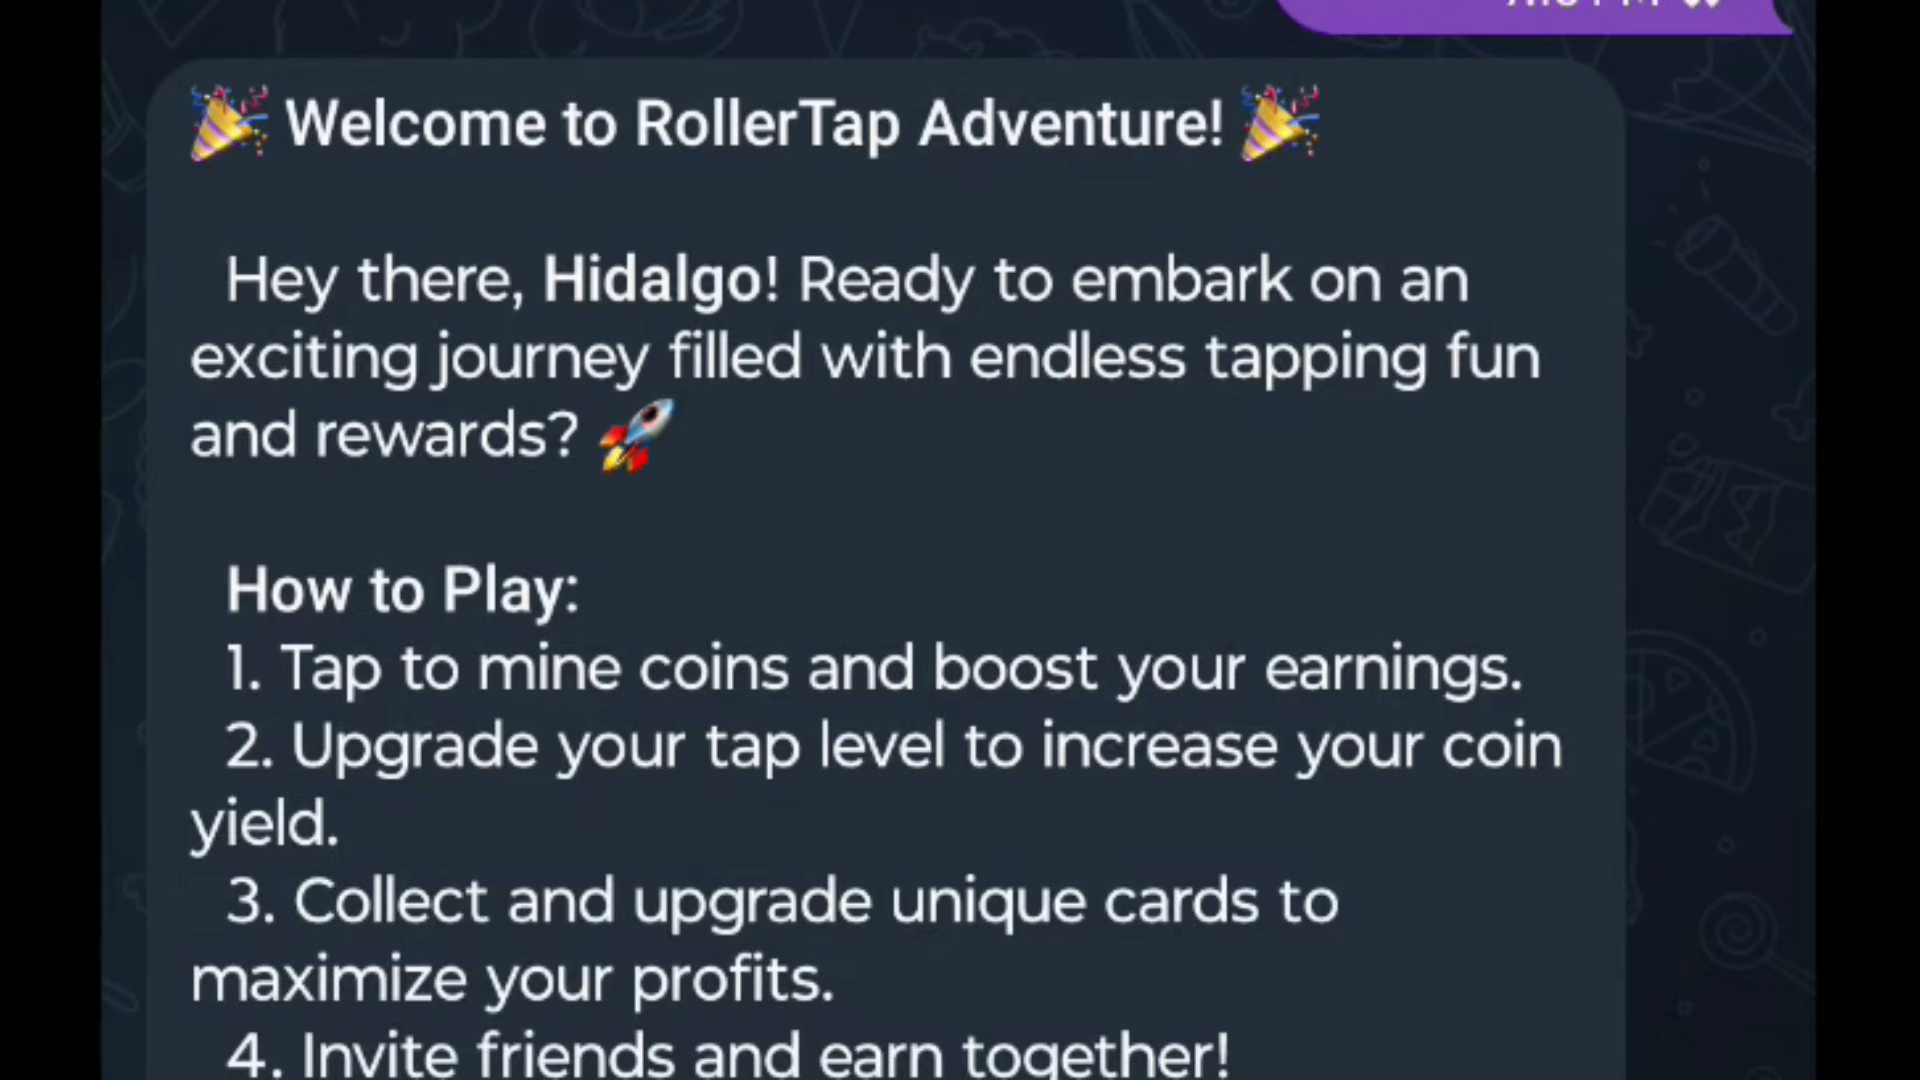 🎉 Welcome to RollerTap Adventure! 🎉
Hey there, Hidalgo! Ready to embark on an
exciting journey filled with endless tapping fun
and rewards? 🚀
How to Play:
1. Tap to mine coins and boost your earnings.
2. Upgrade your tap level to increase your coin
yield.
3. Collect and upgrade unique cards to
maximize your profits.
4. Invite friends and earn together!